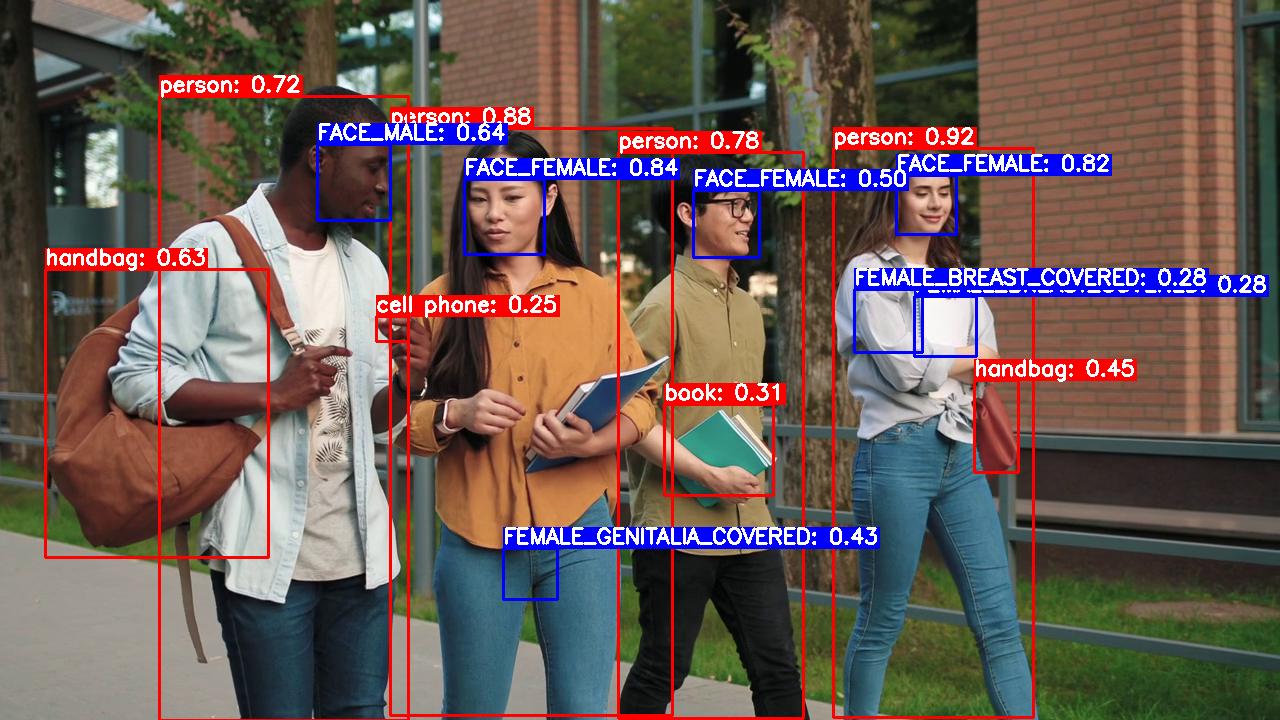 person: 0.72
person: 0.88
FACE_MALE: 0.64
person: 0.78
person: 0.92
FACE_FEMALE: 0.84
FACE_FEMALE: 0.50
FACE_FEMALE: 0.82
handbag: 0.63
FEMALE_BREAST_COVERED: 0.28
0.28
cell phone: 0.25
handbag: 0.45
book: 0.31
FEMALE_GENITALIA_COVERED: 0.43